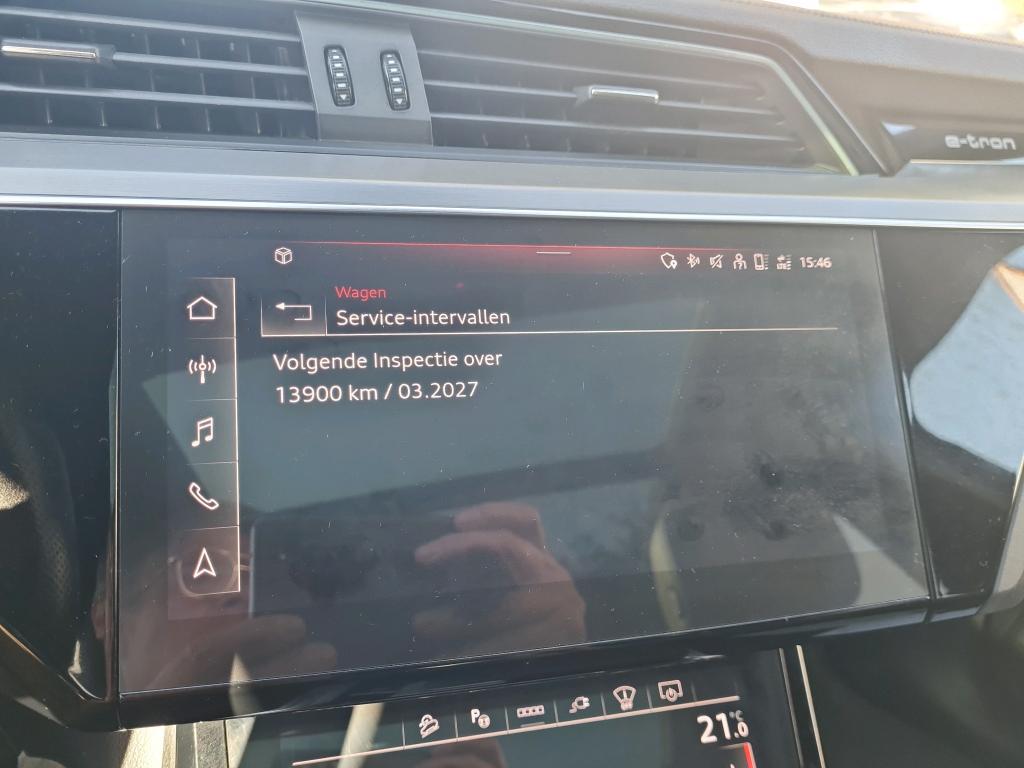 e-tron
15:46
Wagen
Service-intervallen
Volgende Inspectie over
13900 km / 03.2027
P
21.0 °C